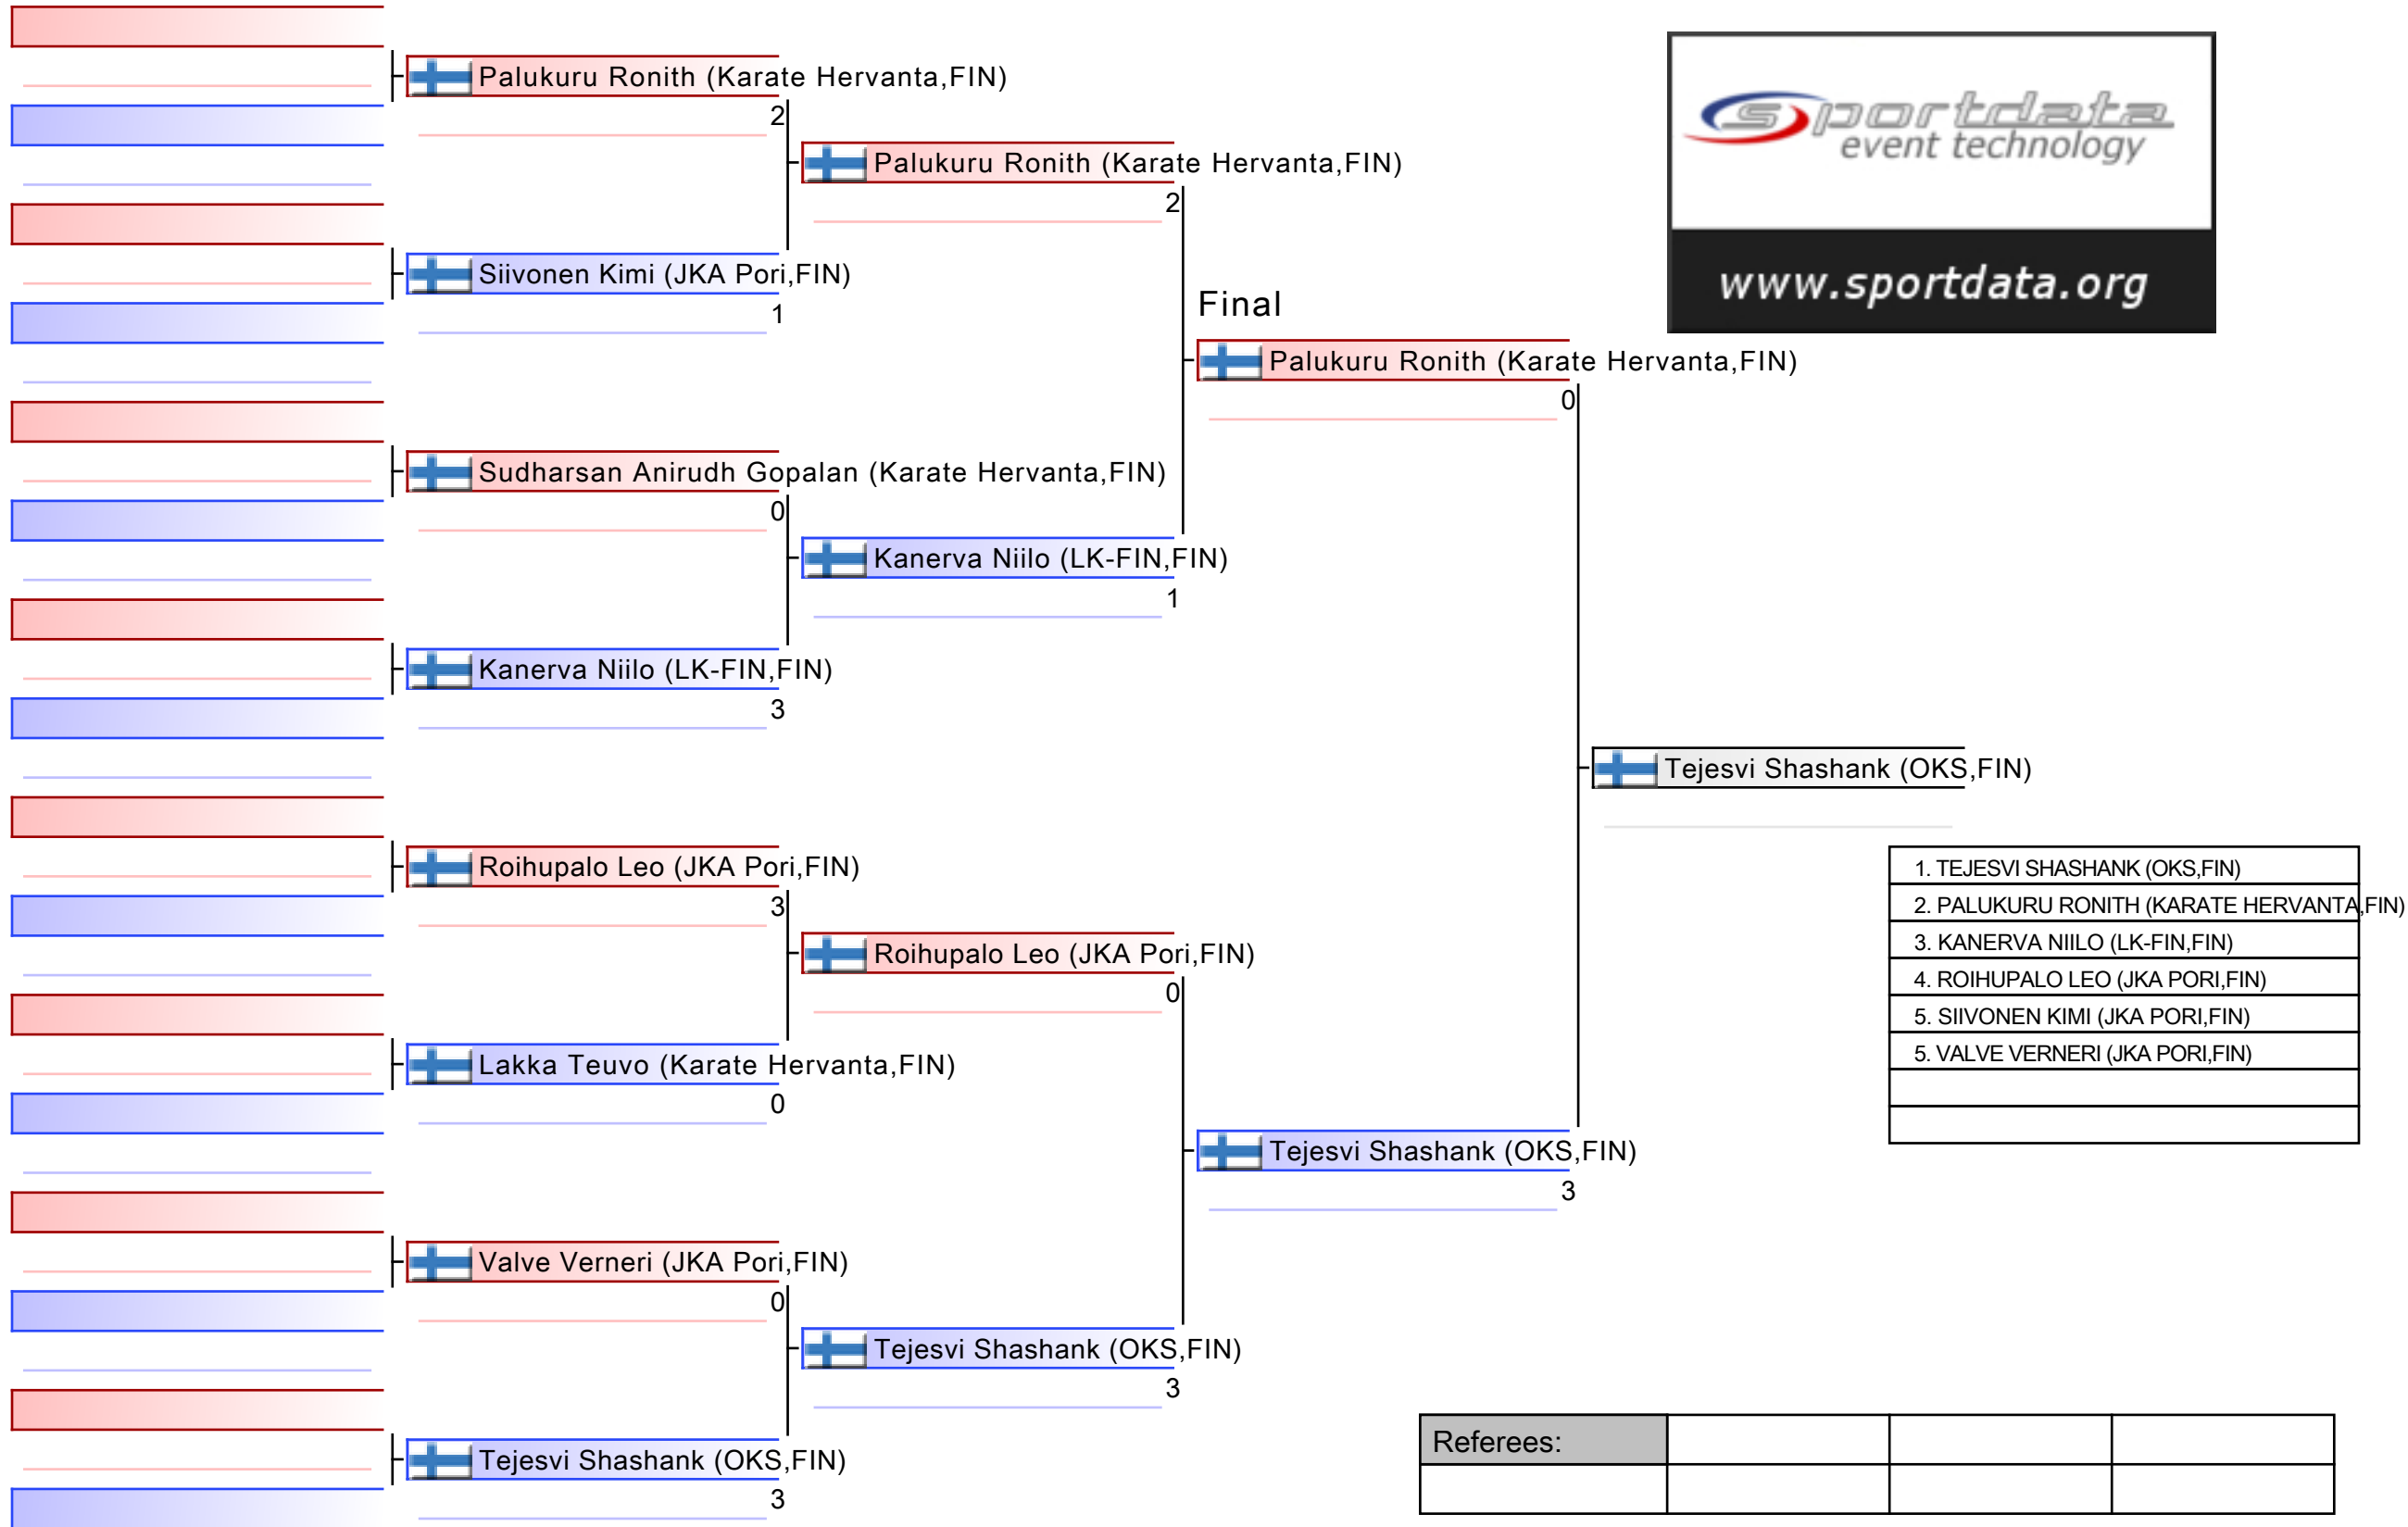 Palukuru Ronith (Karate Hervanta,FIN)
2
Palukuru Ronith (Karate Hervanta,FIN)
2
Siivonen Kimi (JKA Pori,FIN)
1
sportdata
event technology
www.sportdata.org
Final
Palukuru Ronith (Karate Hervanta,FIN)
0
Sudharsan Anirudh Gopalan (Karate Hervanta,FIN)
0
Kanerva Niilo (LK-FIN,FIN)
1
Kanerva Niilo (LK-FIN,FIN)
3
Tejesvi Shashank (OKS,FIN)
Roihupalo Leo (JKA Pori,FIN)
3
Roihupalo Leo (JKA Pori,FIN)
0
Lakka Teuvo (Karate Hervanta,FIN)
0
1. TEJESVI SHASHANK (OKS,FIN)
2. PALUKURU RONITH (KARATE HERVANTA,FIN)
3. KANERVA NIILO (LK-FIN,FIN)
4. ROIHUPALO LEO (JKA PORI,FIN)
5. SIIVONEN KIMI (JKA PORI,FIN)
5. VALVE VERNERI (JKA PORI,FIN)
Tejesvi Shashank (OKS,FIN)
3
Valve Verneri (JKA Pori,FIN)
0
Tejesvi Shashank (OKS,FIN)
3
Tejesvi Shashank (OKS,FIN)
3
Referees: